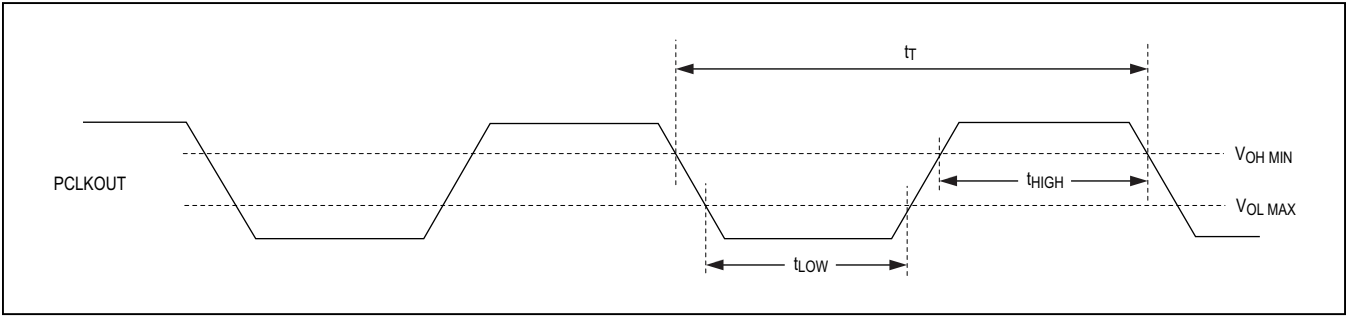 tT
VOH MIN
PCLKOUT
tHIGH
VOL MAX
tLOW